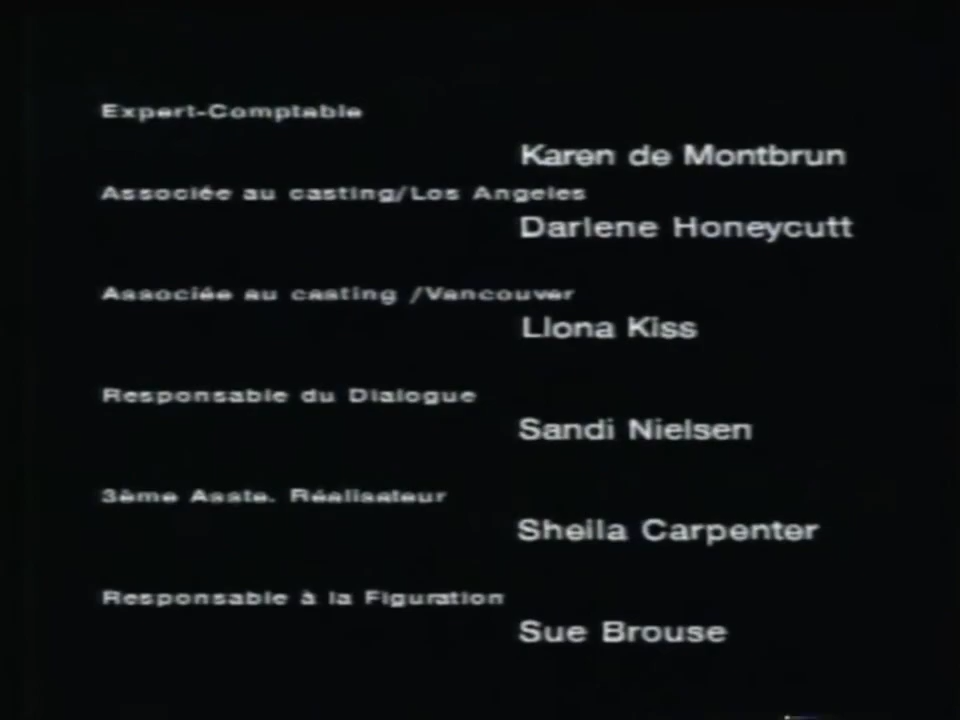 Expert-Comptable
Karen de Montbrun
Associée au casting/Los Angeles
Darlene Honeycutt
Associée au casting /Vancouver
Llona Kiss
Responsable du Dialogue
Sandi Nielsen
3ème Asste. Réalisateur
Sheila Carpenter
Responsable à la Figuration
Sue Brouse